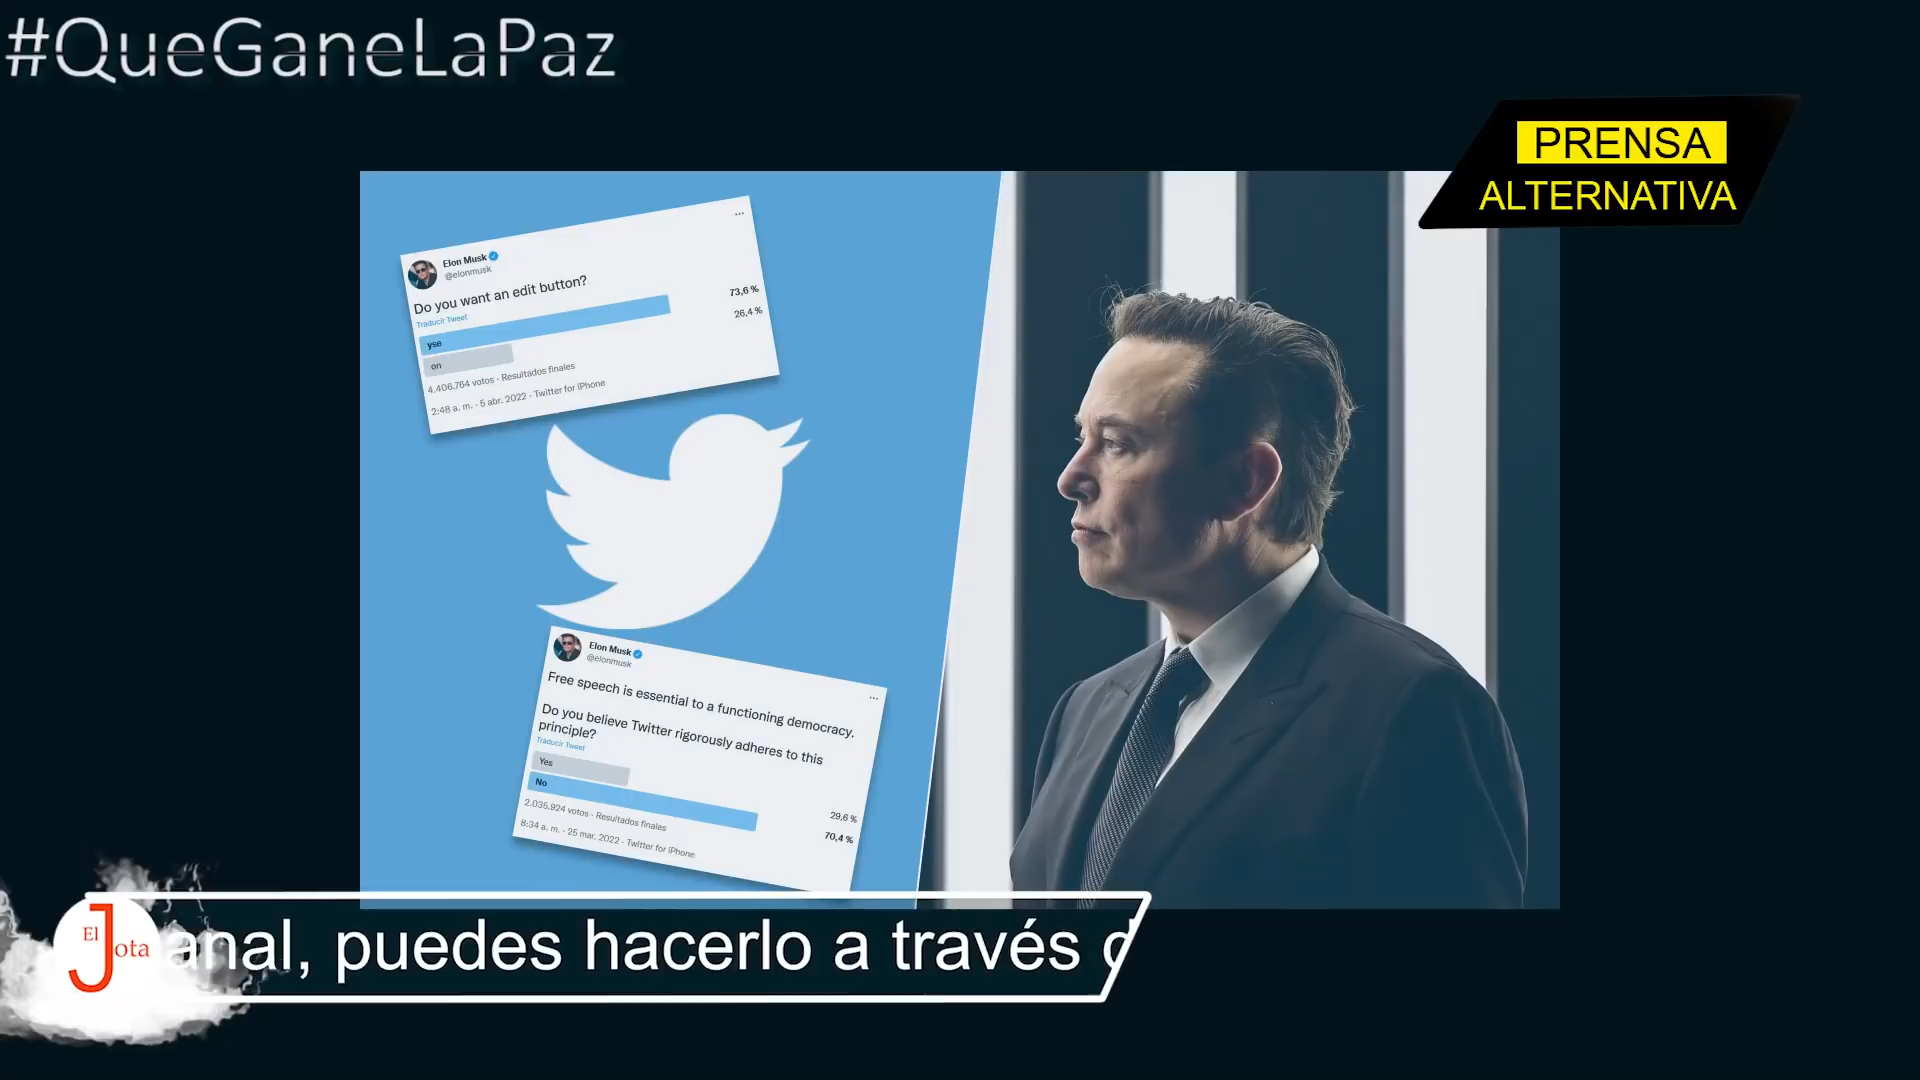 #QueGaneLaPaz
PRENSA
ALTERNATIVA
Elon Musk
@elonmusk
Do you want an edit button?
Traducir Tweet
yse
73,6 %
on
26,4 %
4.406.764 votos · Resultados finales
2:48 a. m. · 5 abr. 2022 · Twitter for iPhone
Elon Musk
@elonmusk
Free speech is essential to a functioning democracy.
Do you believe Twitter rigorously adheres to this
principle?
Traducir Tweet
Yes
29,6 %
No
70,4 %
2.035.924 votos · Resultados finales
8:34 a. m. · 25 mar. 2022 · Twitter for iPhone
El Jota
anal, puedes hacerlo a través